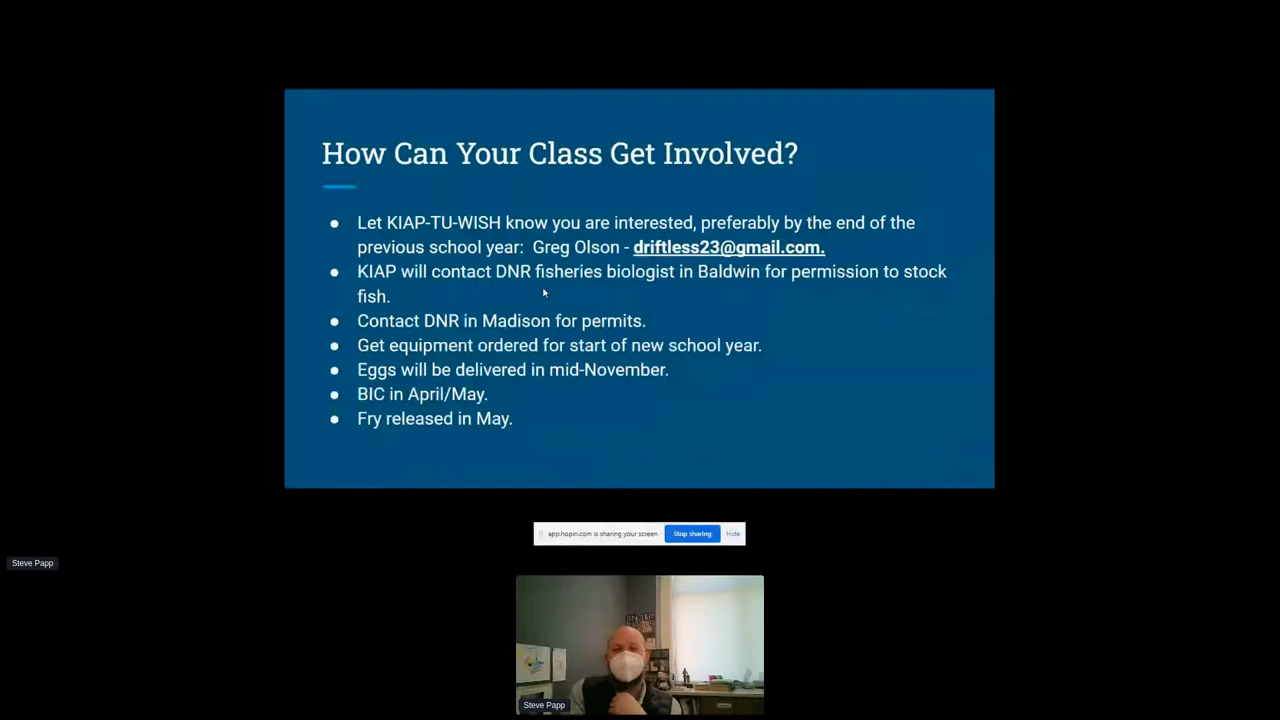 How Can Your Class Get Involved?
● Let KIAP-TU-WISH know you are interested, preferably by the end of the
previous school year: Greg Olson - driftless23@gmail.com.
● KIAP will contact DNR fisheries biologist in Baldwin for permission to stock
fish.
● Contact DNR in Madison for permits.
● Get equipment ordered for start of new school year.
● Eggs will be delivered in mid-November.
● BIC in April/May.
● Fry released in May.
app.hopin.com is sharing your screen. Stop sharing Hide
Steve Papp
Steve Papp